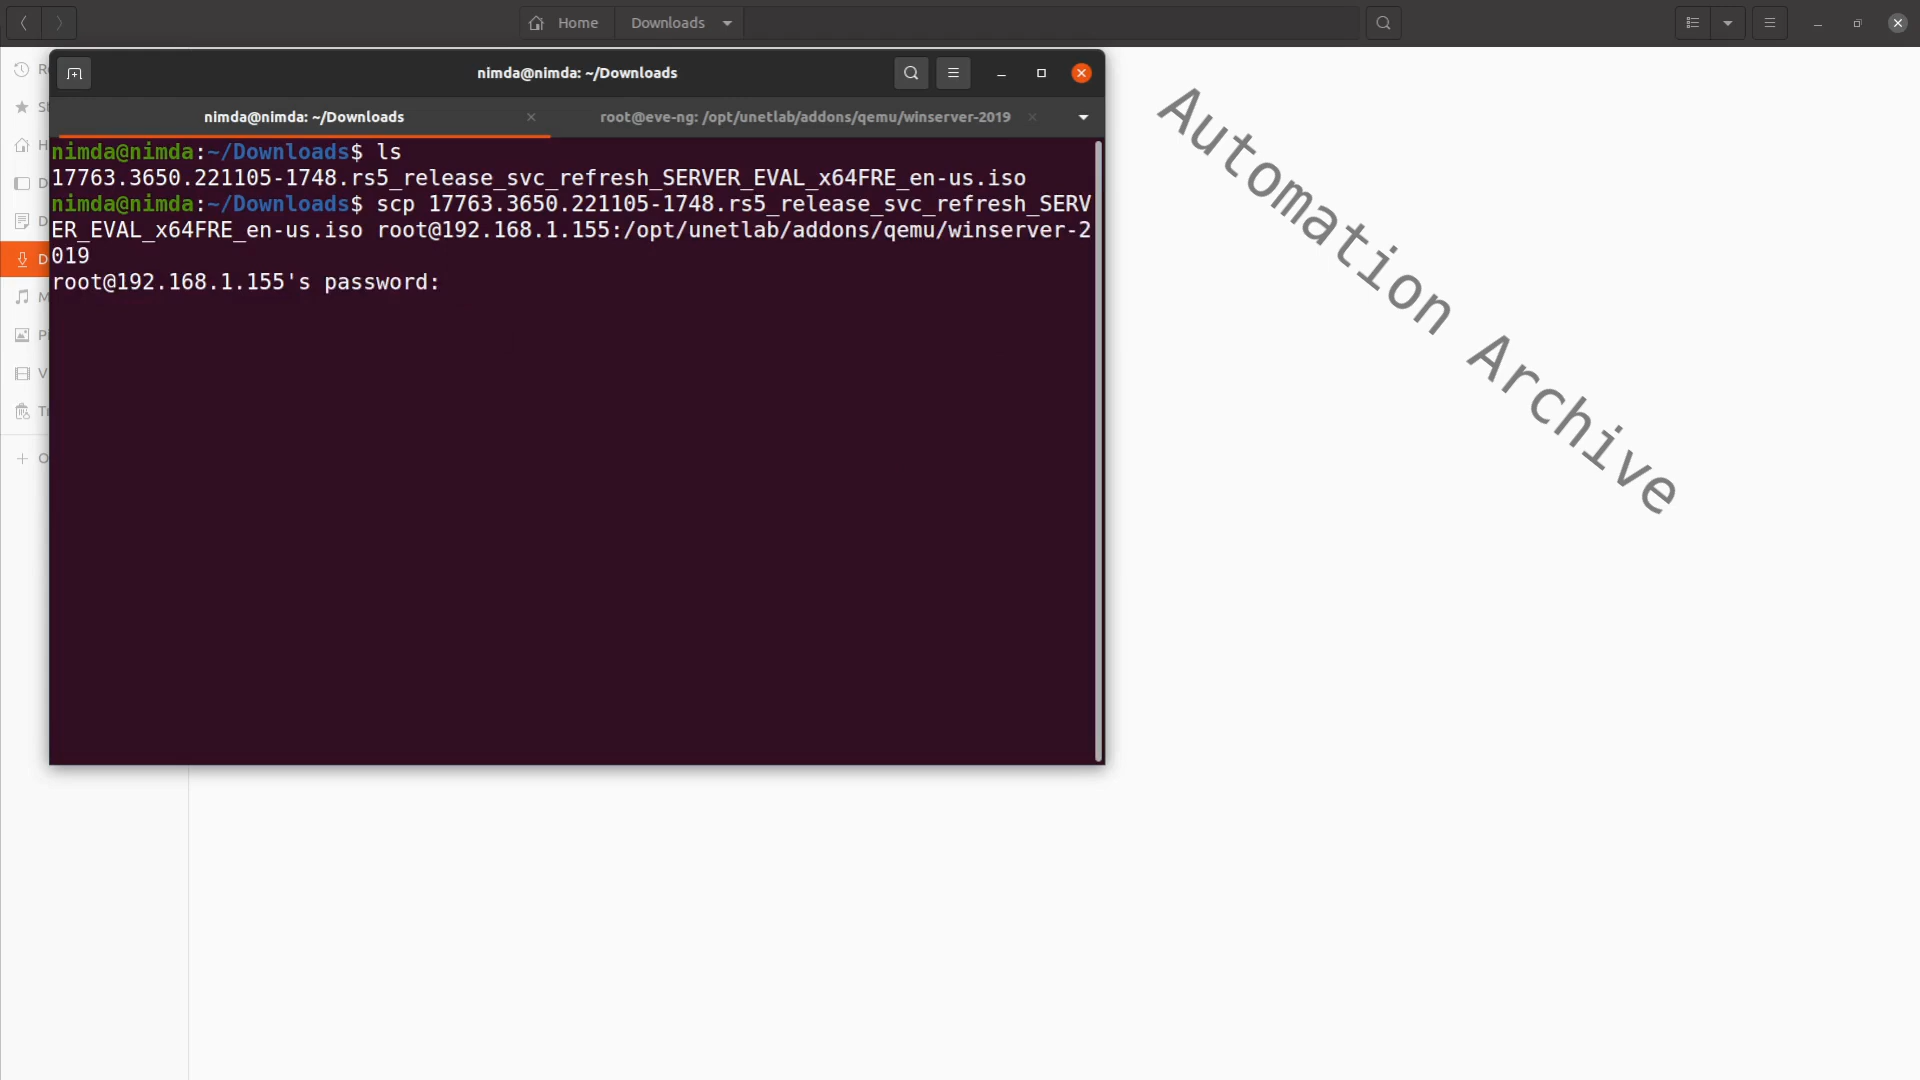 Home
Downloads
nimda@nimda: ~/Downloads
nimda@nimda: ~/Downloads
root@eve-ng: /opt/unetlab/addons/qemu/winserver-2019
nimda@nimda:~/Downloads$ ls
17763.3650.221105-1748.rs5_release_svc_refresh_SERVER_EVAL_x64FRE_en-us.iso
nimda@nimda:~/Downloads$ scp 17763.3650.221105-1748.rs5_release_svc_refresh_SERV
ER_EVAL_x64FRE_en-us.iso root@192.168.1.155:/opt/unetlab/addons/qemu/winserver-2
019
root@192.168.1.155's password:
Automation Archive